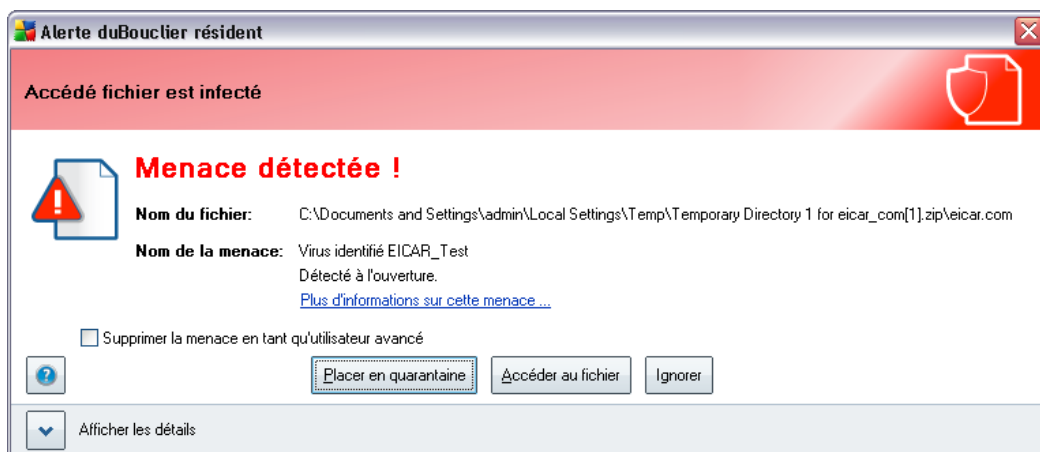 Alerte duBouclier résident
Accédé fichier est infecté
Menace détectée !
Nom du fichier: C:\Documents and Settings\admin\Local Settings\Temp\Temporary Directory 1 for eicar_com[1].zip\eicar.com
Nom de la menace: Virus identifié EICAR_Test
Détecté à l'ouverture.
Plus d'informations sur cette menace ...
Supprimer la menace en tant qu'utilisateur avancé
Placer en quarantaine Accéder au fichier Ignorer
Afficher les détails